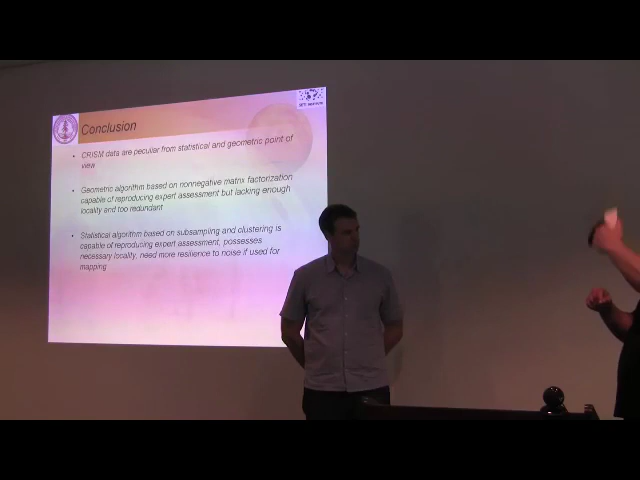 SETI Institute
Conclusion
• CRISM data are peculiar from statistical and geometric point of
view
• Geometric algorithm based on nonnegative matrix factorization
capable of reproducing expert assessment but lacking enough
locality and too redundant
• Statistical algorithm based on subsampling and clustering is
capable of reproducing expert assessment, possesses
necessary locality, need more resilience to noise if used for
mapping